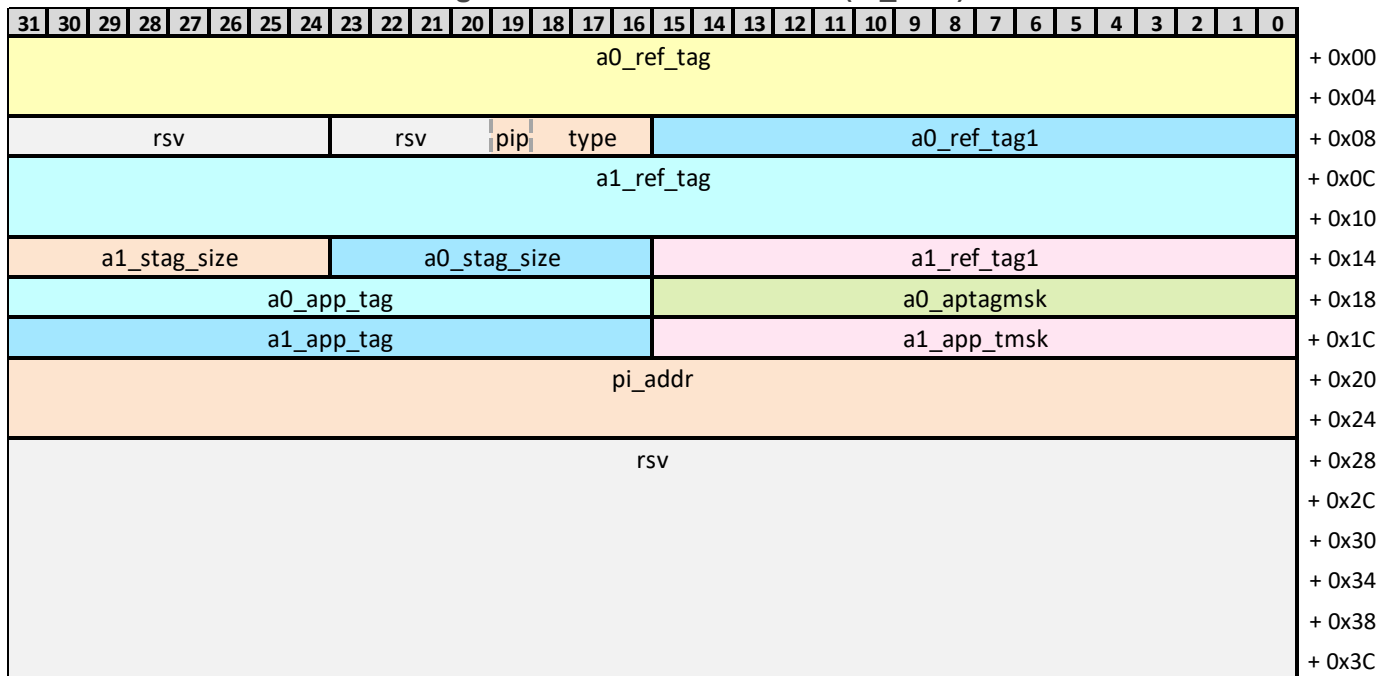 31 30 29 28 27 26 25 24 23 22 21 20 19 18 17 16 15 14 13 12 11 10 9 8 7 6 5 4 3 2 1 0
a0_ref_tag + 0x00
+ 0x04
rsv rsv pip type a0_ref_tag1 + 0x08
a1_ref_tag + 0x0C
+ 0x10
a1_stag_size a0_stag_size a1_ref_tag1 + 0x14
a0_app_tag a0_aptagmsk + 0x18
a1_app_tag a1_app_tmsk + 0x1C
pi_addr + 0x20
+ 0x24
rsv + 0x28
+ 0x2C
+ 0x30
+ 0x34
+ 0x38
+ 0x3C